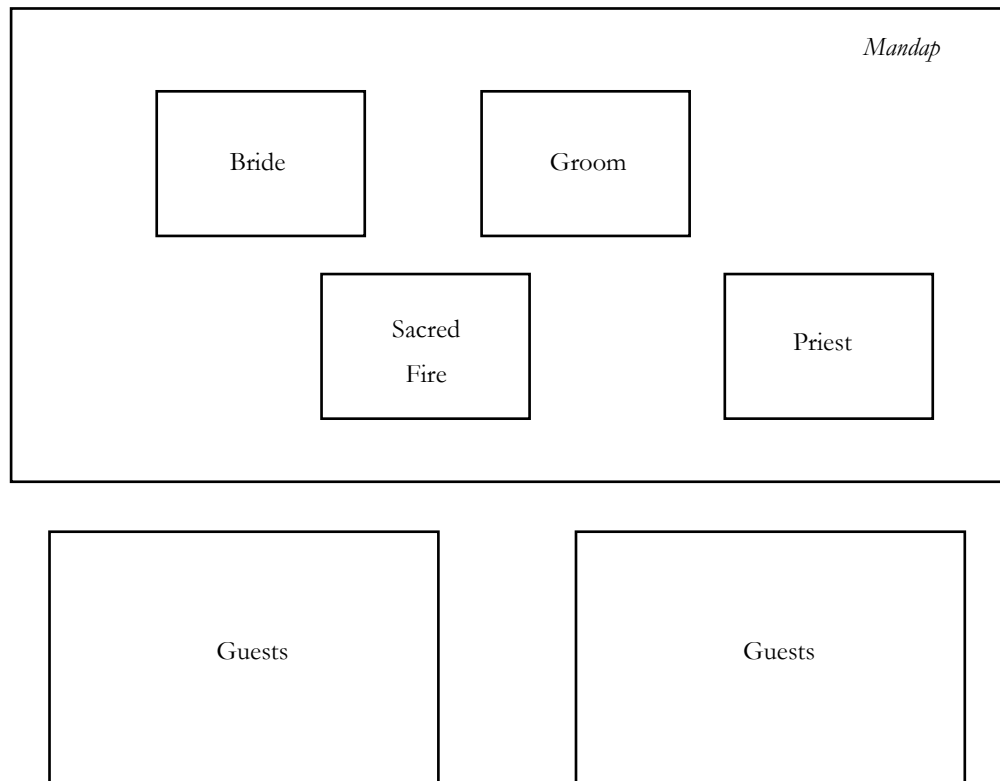 Mandap
Bride
Groom
Sacred
Fire
Priest
Guests
Guests